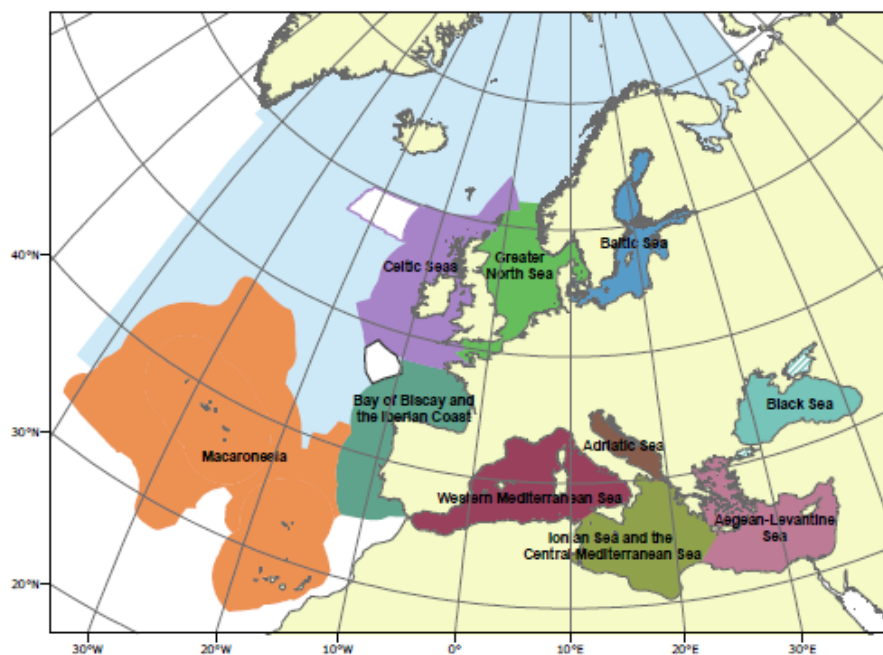 Celtic Seas
Greater
North Sea
Baltic Sea
40°N
Bay of Biscay and
the Iberian Coast
Black Sea
30°N
Macaronesia
Adriatic Sea
Western Mediterranean Sea
Aegean-Levantine
Sea
Ionian Sea and the
Central Mediterranean Sea
20°N
30°W
20°W
10°W
0°
10°E
20°E
30°E